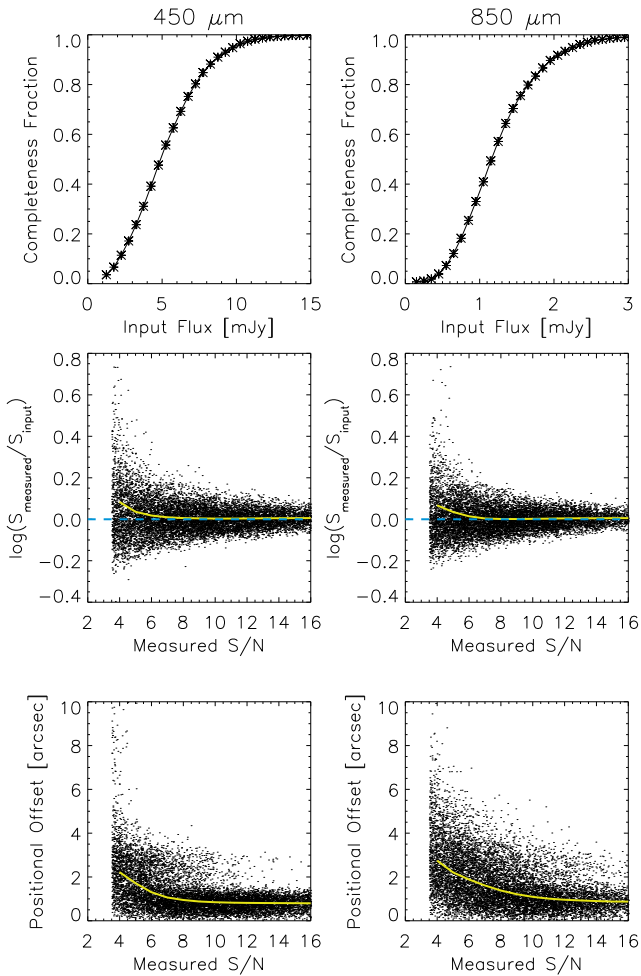 450 μm
850 μm
Completeness Fraction
1.0
0.8
0.6
0.4
0.2
0.0
0 5 10 15
Input Flux [mJy]
Completeness Fraction
1.0
0.8
0.6
0.4
0.2
0.0
0 1 2 3
Input Flux [mJy]
log(S_measured/S_input)
0.8
0.6
0.4
0.2
0.0
−0.2
−0.4
2 4 6 8 10 12 14 16
Measured S/N
log(S_measured/S_input)
0.8
0.6
0.4
0.2
0.0
−0.2
−0.4
2 4 6 8 10 12 14 16
Measured S/N
Positional Offset [arcsec]
10
8
6
4
2
0
2 4 6 8 10 12 14 16
Measured S/N
Positional Offset [arcsec]
10
8
6
4
2
0
2 4 6 8 10 12 14 16
Measured S/N